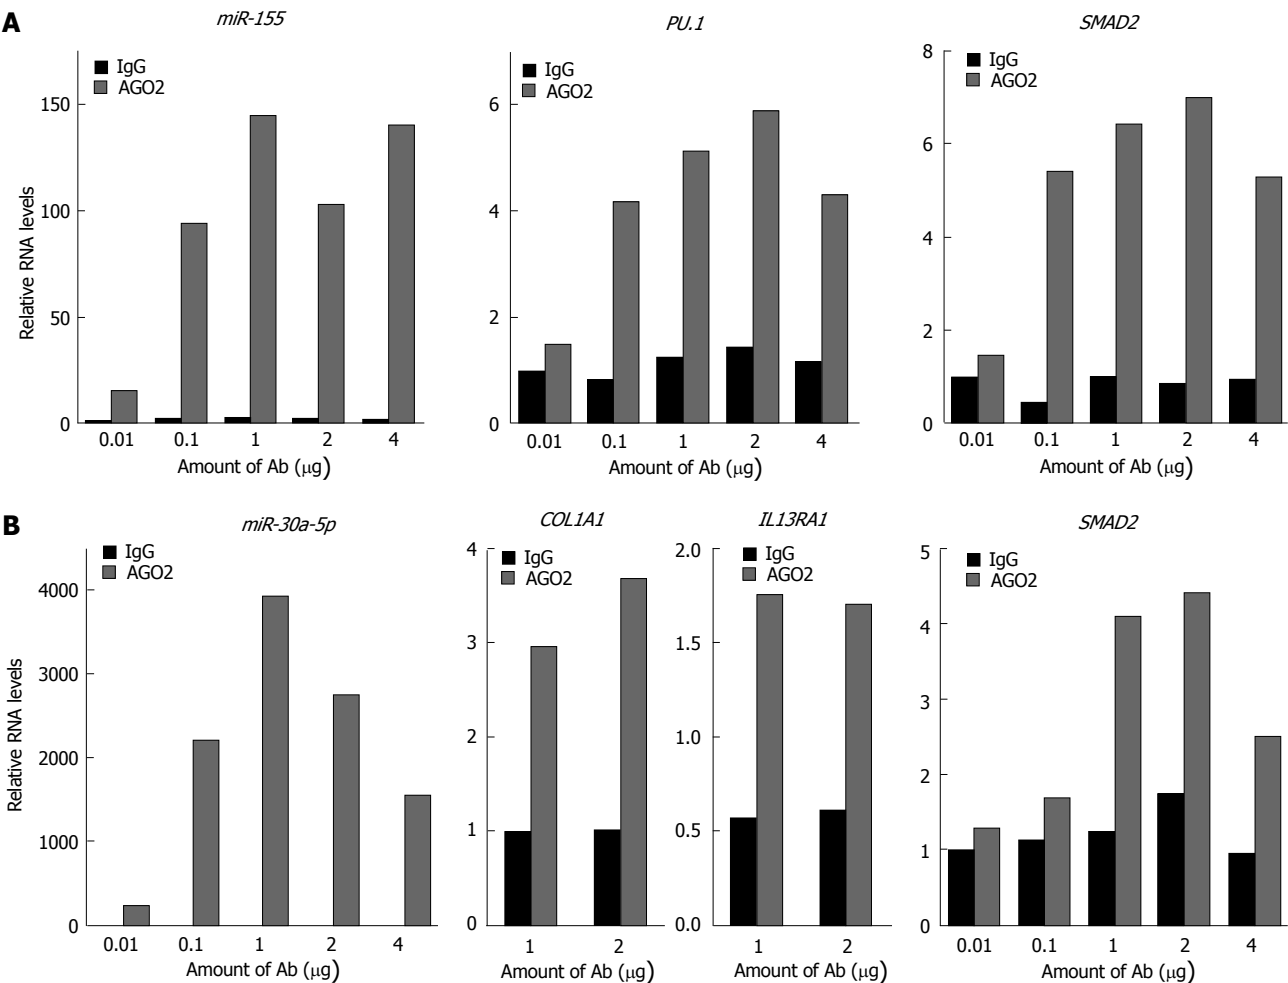 A
miR-155
IgG
AGO2
Relative RNA levels
150
100
50
0
0.01 0.1 1 2 4
Amount of Ab (μg)
PU.1
IgG
AGO2
6
4
2
0
0.01 0.1 1 2 4
Amount of Ab (μg)
SMAD2
IgG
AGO2
8
6
4
2
0
0.01 0.1 1 2 4
Amount of Ab (μg)
B
miR-30a-5p
IgG
AGO2
Relative RNA levels
4000
3000
2000
1000
0
0.01 0.1 1 2 4
Amount of Ab (μg)
COL1A1
IgG
AGO2
4
3
2
1
0
1 2
Amount of Ab (μg)
IL13RA1
IgG
AGO2
2.0
1.5
1.0
0.5
0.0
1 2
Amount of Ab (μg)
SMAD2
IgG
AGO2
5
4
3
2
1
0
0.01 0.1 1 2 4
Amount of Ab (μg)